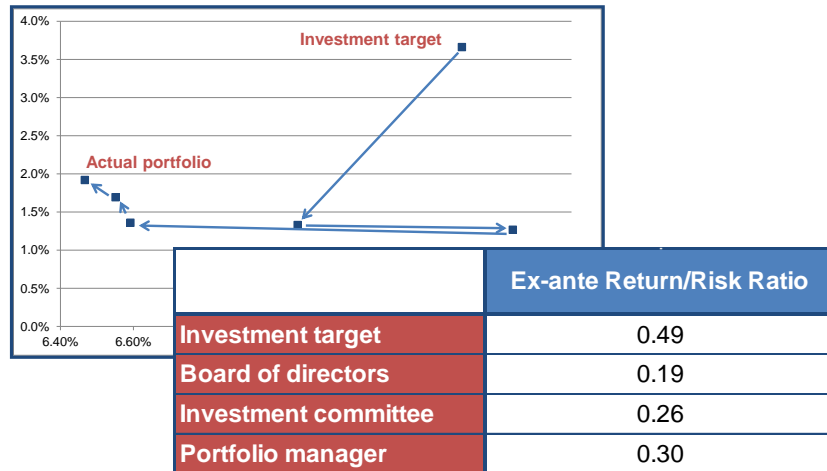 4.0%
Investment target
3.5%
3.0%
2.5%
Actual portfolio
2.0%
1.5%
1.0%
0.5%
0.0%
6.40% 6.60%
Ex-ante Return/Risk Ratio
Investment target 0.49
Board of directors 0.19
Investment committee 0.26
Portfolio manager 0.30